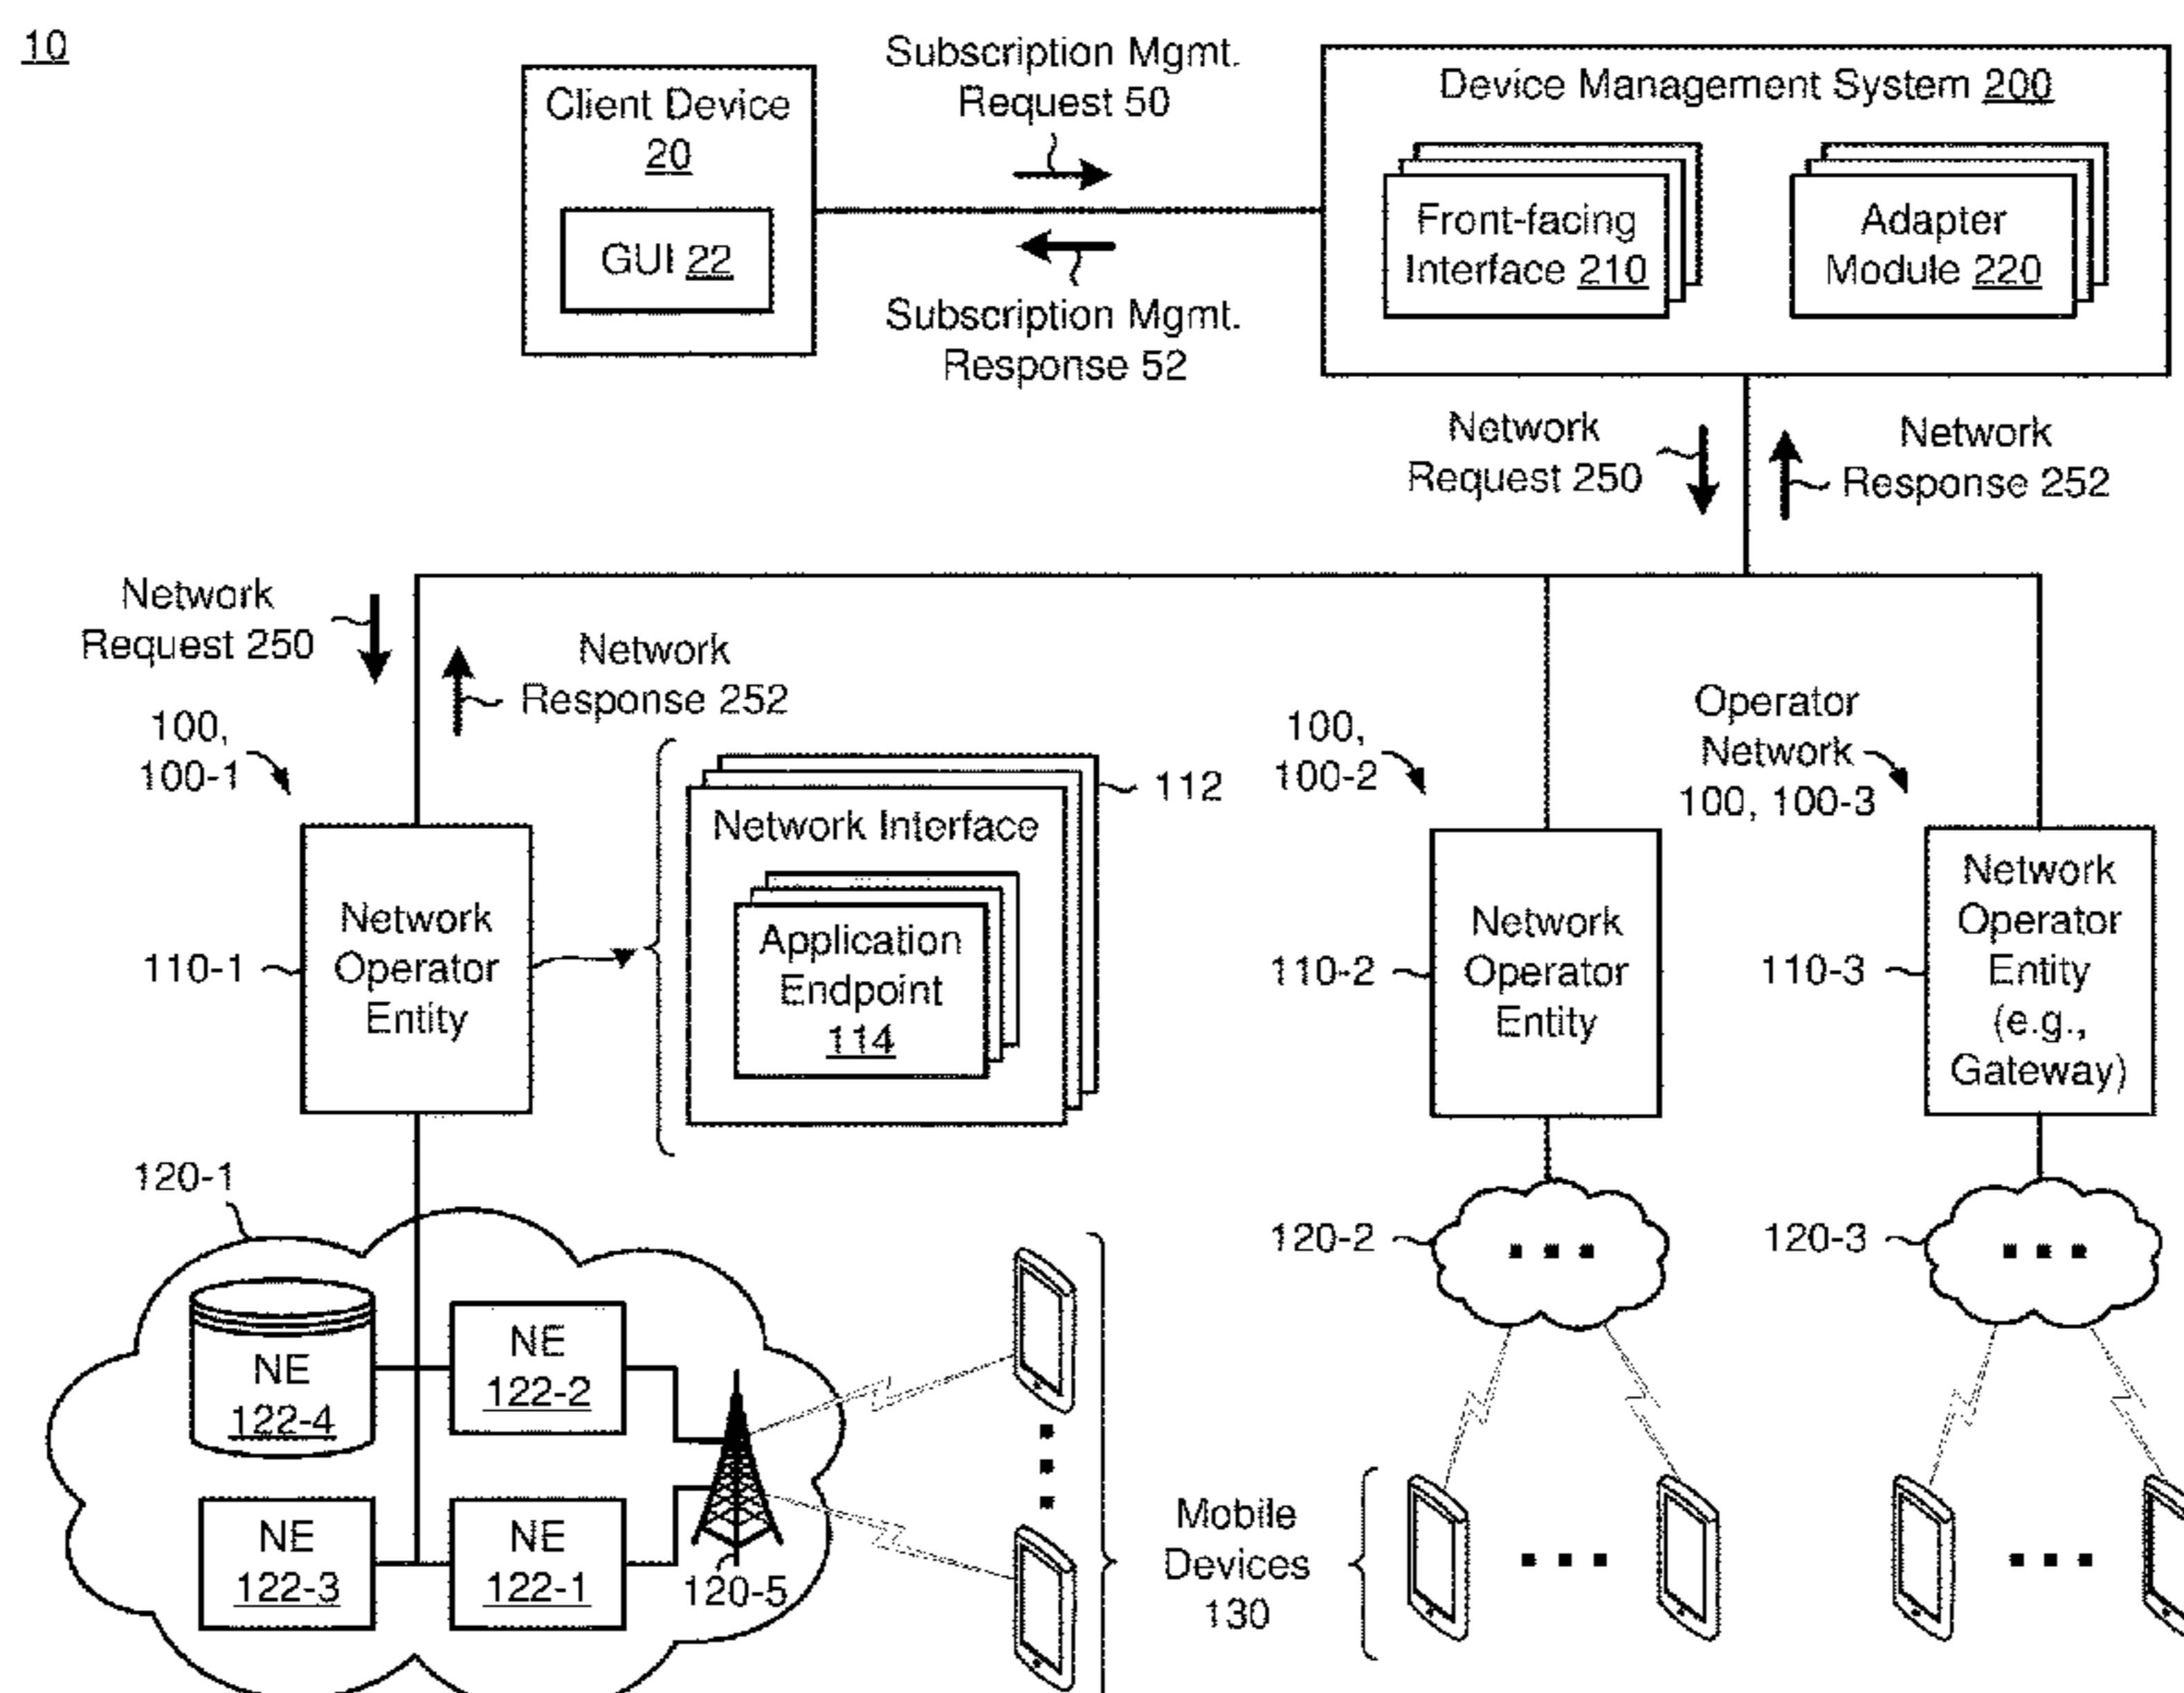 10
Client Device
20
GUI 22
Subscription Mgmt.
Request 50
Subscription Mgmt.
Response 52
Device Management System 200
Front-facing
Interface 210
Adapter
Module 220
Network
Request 250
Network
Response 252
Network
Request 250
Network
Response 252
100,
100-1
110-1
Network
Operator
Entity
Network Interface
112
Application
Endpoint
114
100,
100-2
110-2
Network
Operator
Entity
Operator
Network
100, 100-3
110-3
Network
Operator
Entity
(e.g.,
Gateway)
120-1
NE
122-4
NE
122-2
NE
122-3
NE
122-1
120-5
120-2
120-3
Mobile
Devices
130